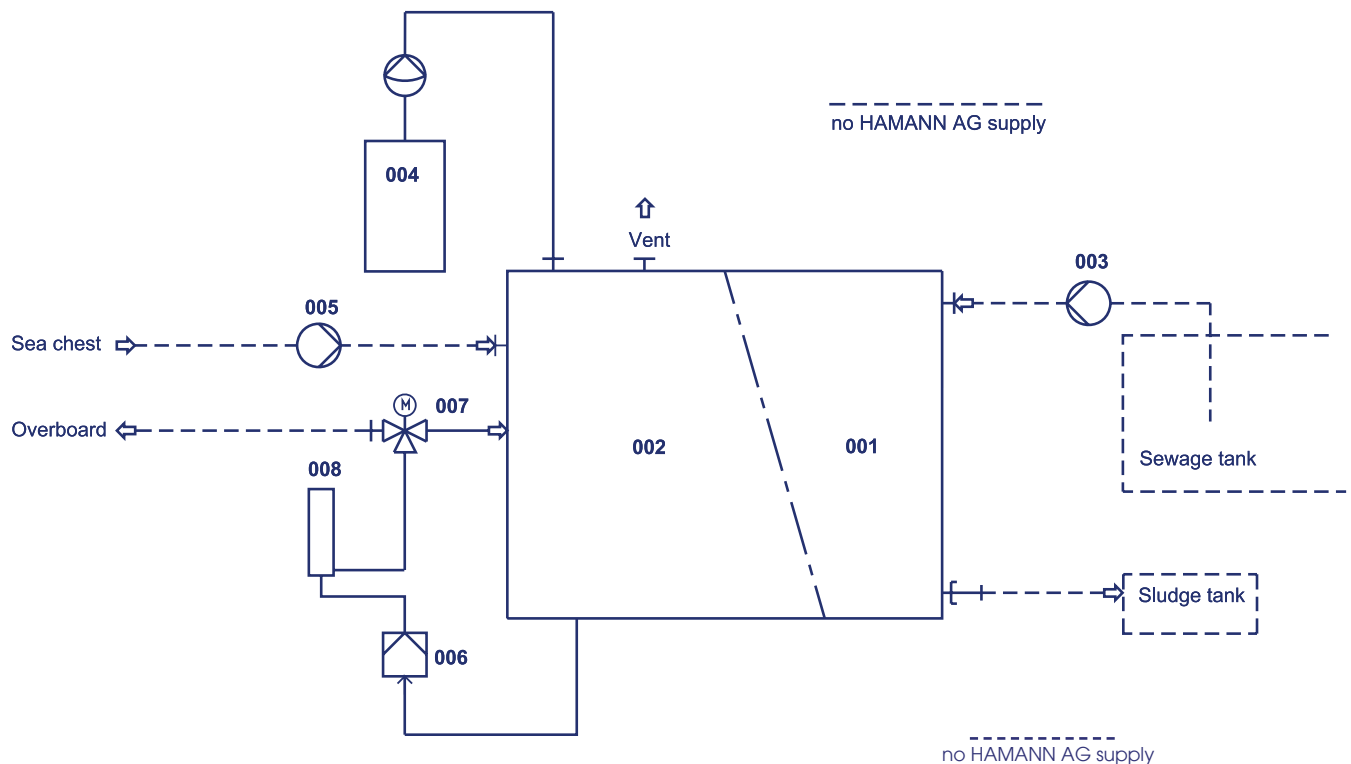 no HAMANN AG supply
004
Vent
003
005
Sea chest
M
007
Overboard
002
001
Sewage tank
008
Sludge tank
006
no HAMANN AG supply